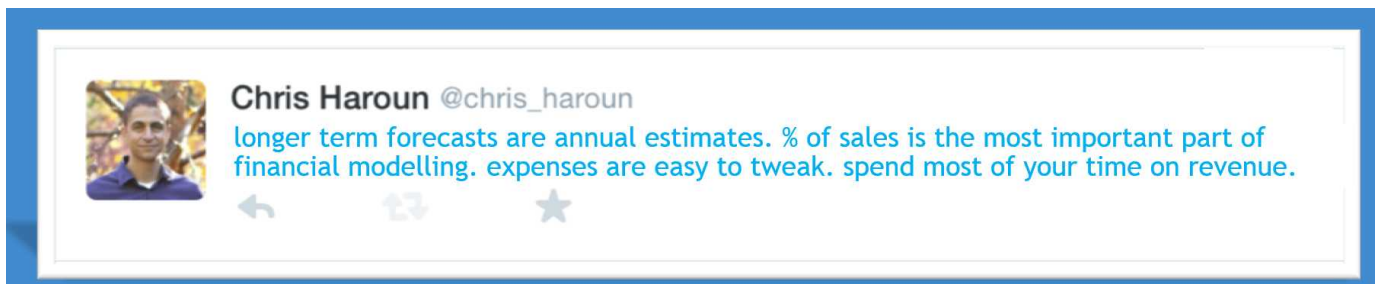 Chris Haroun @chris_haroun
longer term forecasts are annual estimates. % of sales is the most important part of
financial modelling. expenses are easy to tweak. spend most of your time on revenue.